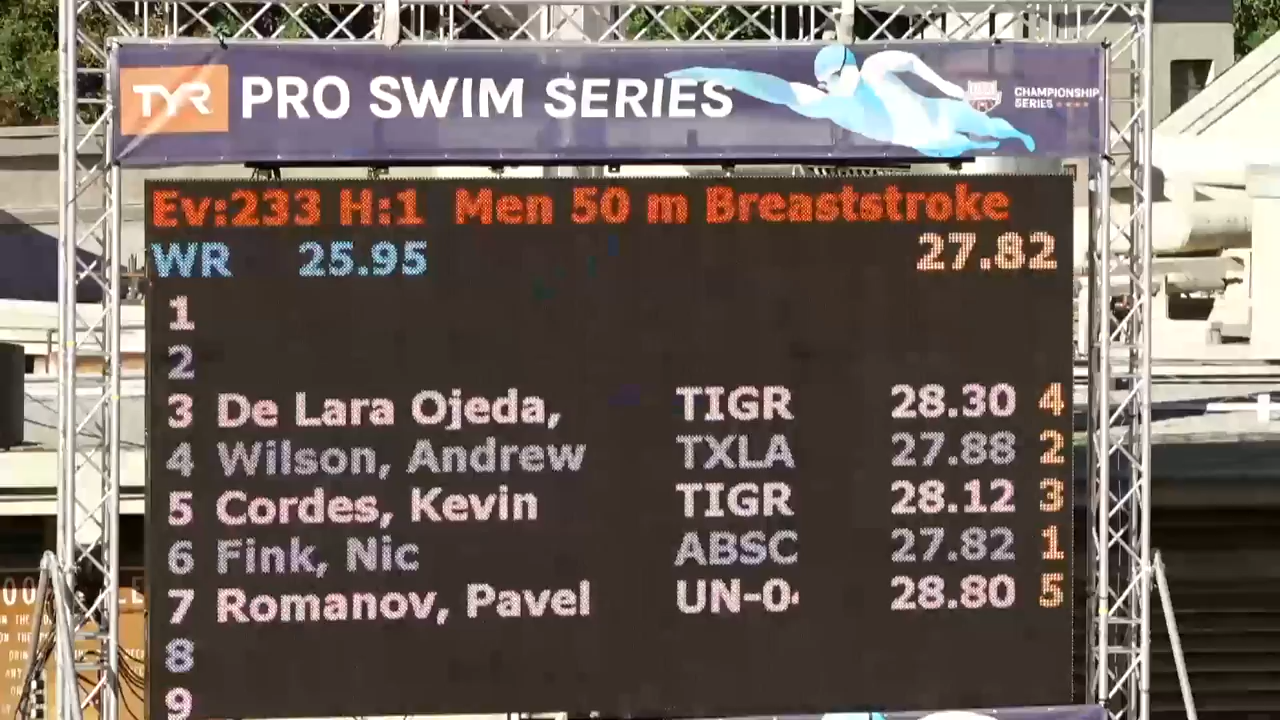 TYR PRO SWIM SERIES
CHAMPIONSHIP
SERIES
Ev:233 H:1 Men 50 m Breaststroke
WR 25.95 27.82
1
2
3 De Lara Ojeda, TIGR 28.30 4
4 Wilson, Andrew TXLA 27.88 2
5 Cordes, Kevin TIGR 28.12 3
6 Fink, Nic ABSC 27.82 1
7 Romanov, Pavel UN-0 28.80 5
8
9